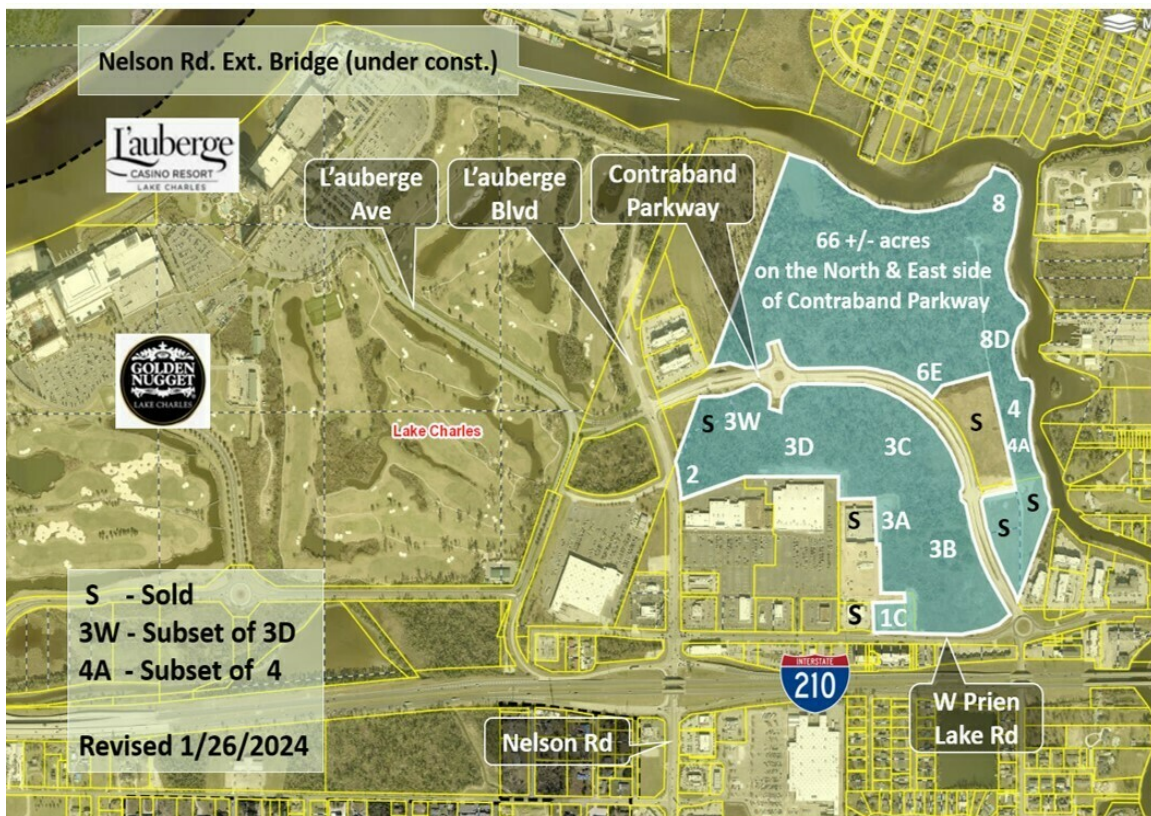 Nelson Rd. Ext. Bridge (under const.)
M
L'auberge
CASINO RESORT
LAKE CHARLES
L'auberge
Ave
L'auberge
Blvd
Contraband
Parkway
8
66 +/- acres
on the North & East side
of Contraband Parkway
8D
THE
GOLDEN
NUGGET
LAKE CHARLES
6E
S
3W
S
4
Lake Charles
3D
3C
4A
2
S
S
3A
S
3B
S
1C
S - Sold
3W - Subset of 3D
4A - Subset of 4
Revised 1/26/2024
INTERSTATE
210
Nelson Rd
W Prien
Lake Rd